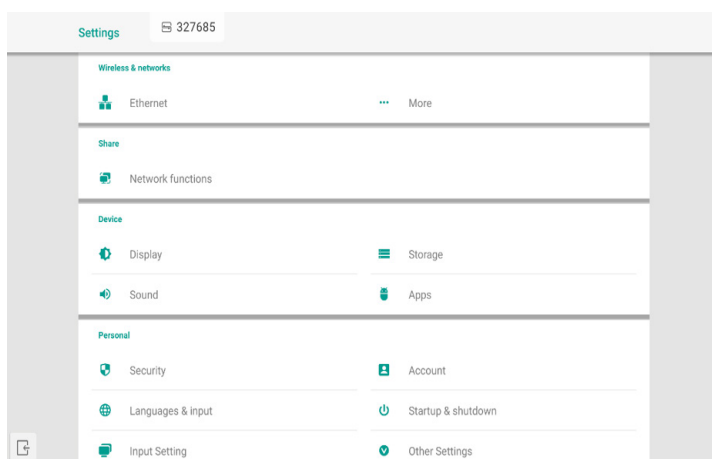 Settings
327685
Wireless & networks
Ethernet
More
Share
Network functions
Device
Display
Storage
Sound
Apps
Personal
Security
Account
Languages & input
Startup & shutdown
Input Setting
Other Settings